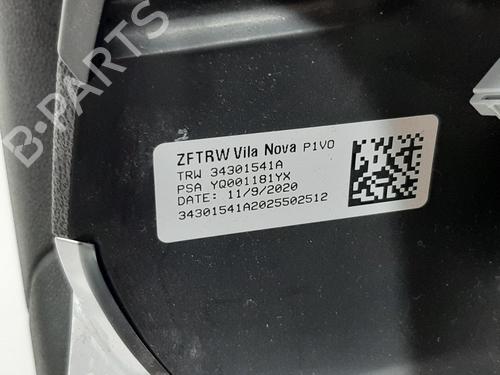 ZFTRW Vila Nova P1VO
TRW 34301541A
PSA YQ001181YX
DATE: 11/9/2020
34301541A2025502512
B-PARTS